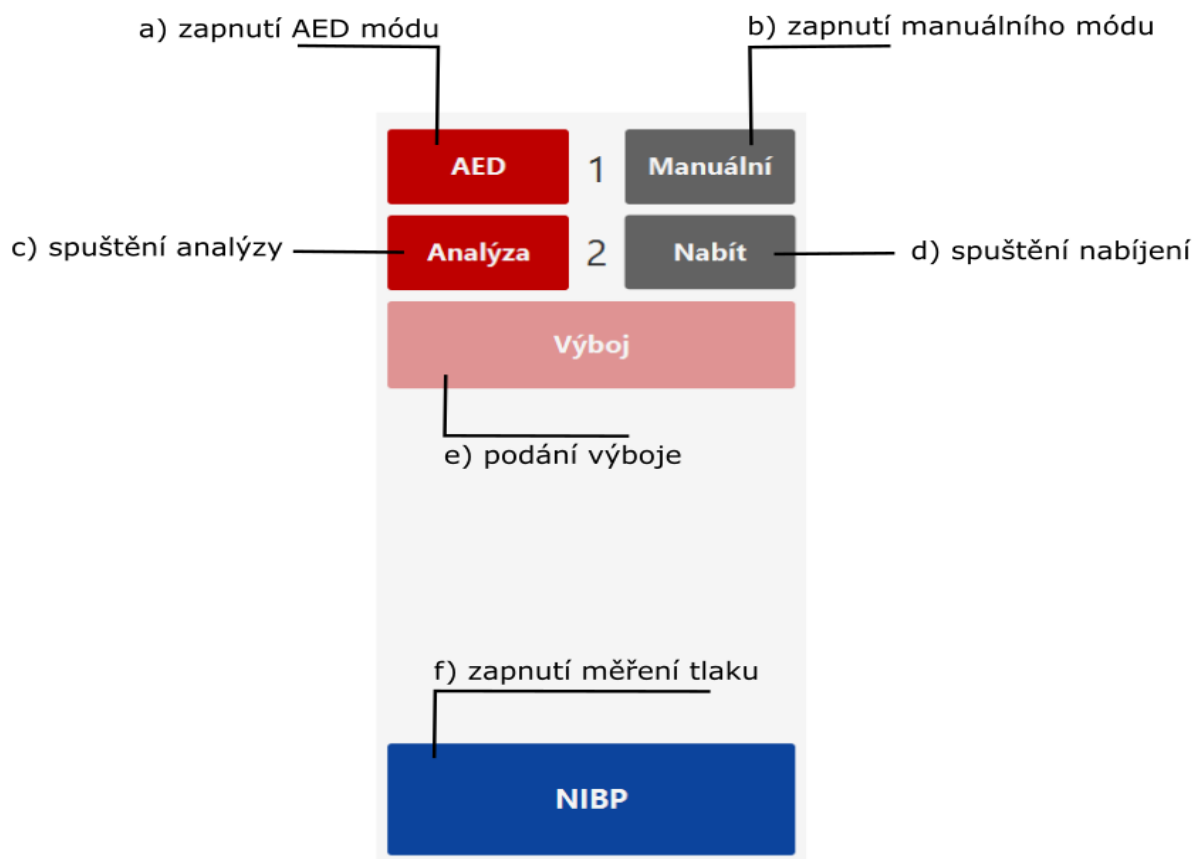 a) zapnutí AED módu
b) zapnutí manuálního módu
AED 1 Manuální
c) spuštění analýzy
Analýza 2 Nabít
d) spuštění nabíjení
Výboj
e) podání výboje
f) zapnutí měření tlaku
NIBP